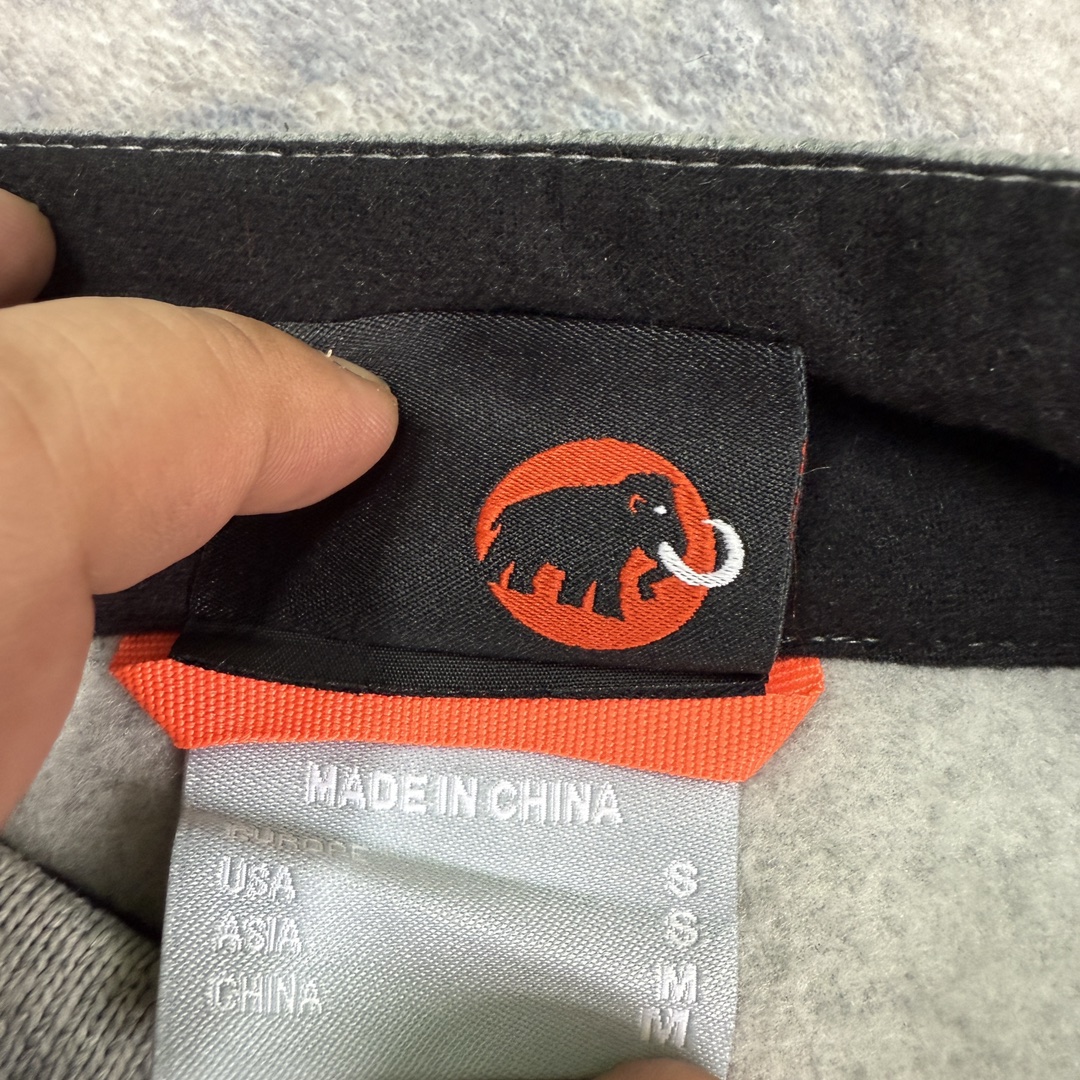 MADE IN CHINA
EUROPE S
USA S
ASIA M
CHINA M